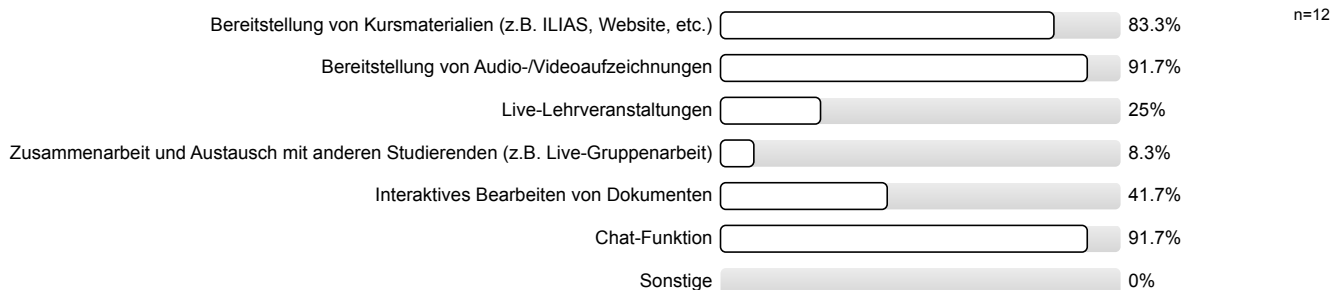 Bereitstellung von Kursmaterialien (z.B. ILIAS, Website, etc.) 83.3% n=12
Bereitstellung von Audio-/Videoaufzeichnungen 91.7%
Live-Lehrveranstaltungen 25%
Zusammenarbeit und Austausch mit anderen Studierenden (z.B. Live-Gruppenarbeit) 8.3%
Interaktives Bearbeiten von Dokumenten 41.7%
Chat-Funktion 91.7%
Sonstige 0%